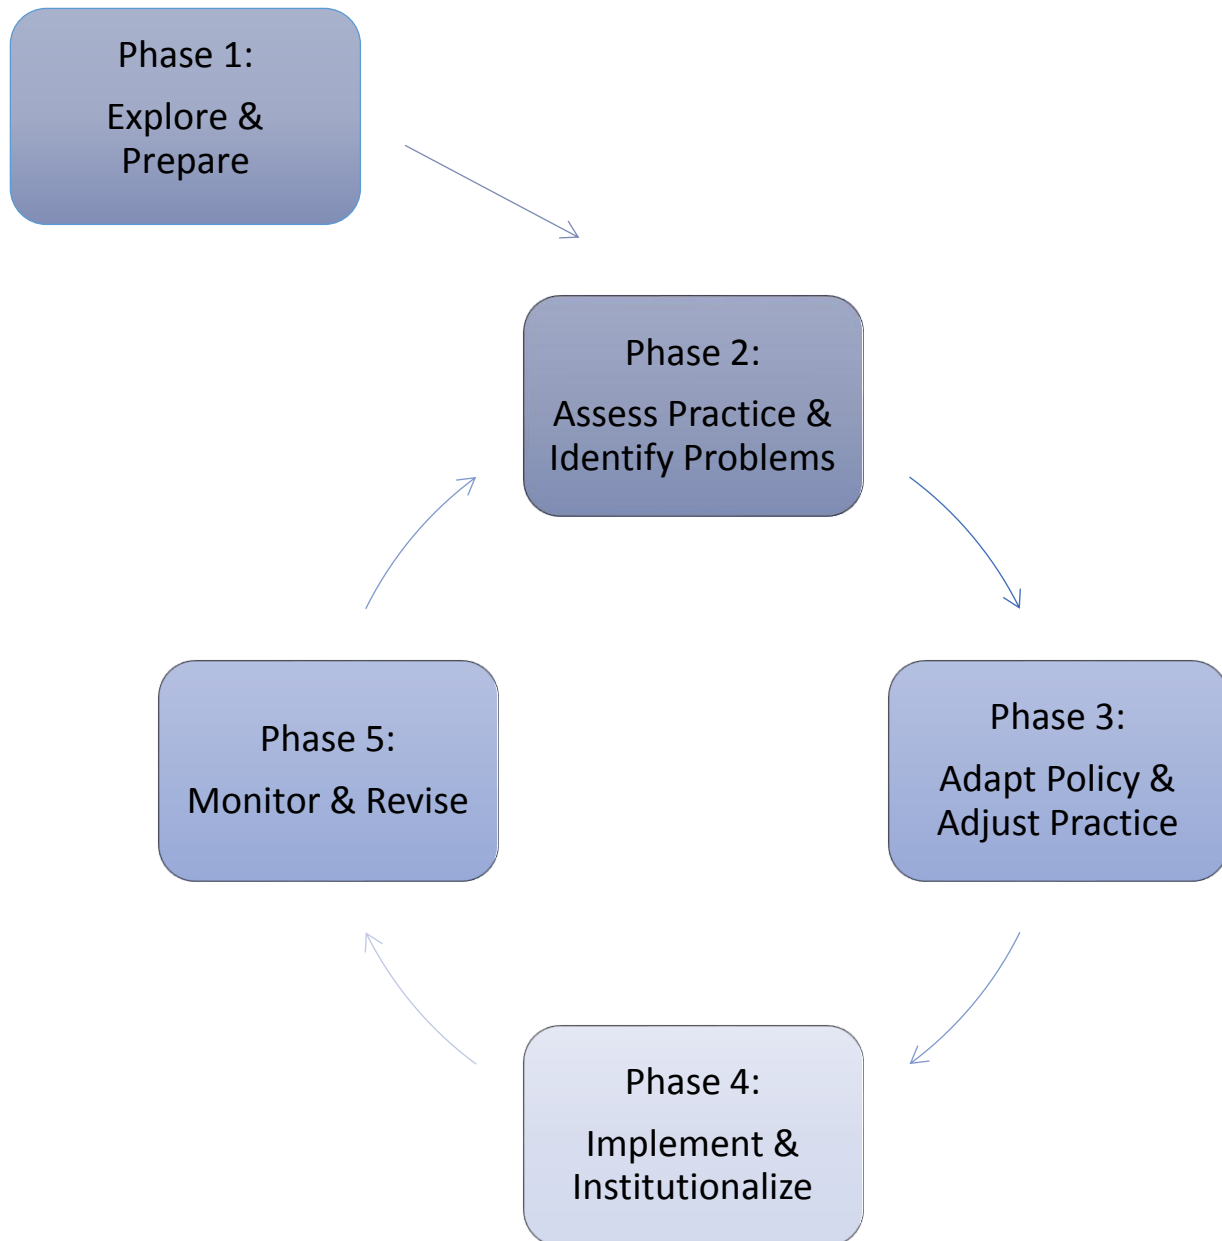 Phase 1:
Explore &
Prepare
Phase 2:
Assess Practice &
Identify Problems
Phase 3:
Adapt Policy &
Adjust Practice
Phase 4:
Implement &
Institutionalize
Phase 5:
Monitor & Revise